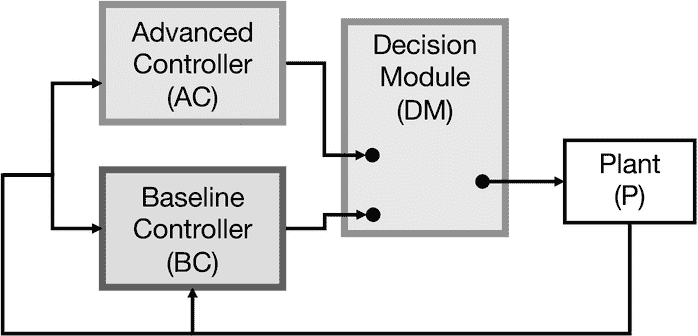 Advanced
Controller
(AC)
Decision
Module
(DM)
Baseline
Controller
(BC)
Plant
(P)